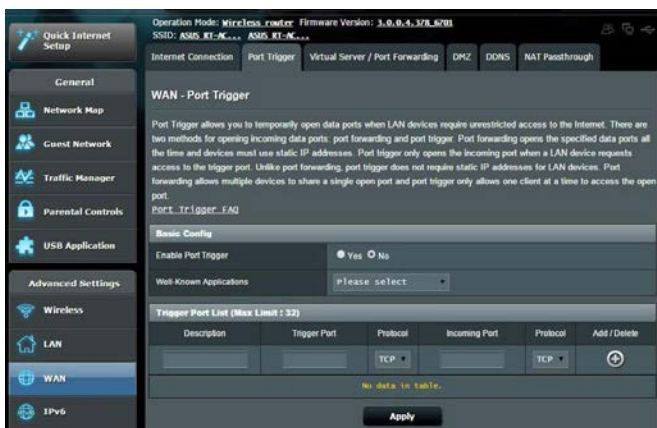 Quick Internet
Setup
Operation Mode: Wireless router Firmware Version: 3.0.0.4.378_6701
SSID: ASUS_RT-AC... ASUS_RT-AC...
Internet Connection Port Trigger Virtual Server / Port Forwarding DMZ DDNS NAT Passthrough
General
Network Map
Guest Network
Traffic Manager
Parental Controls
USB Application
Advanced Settings
Wireless
LAN
WAN
IPv6
WAN - Port Trigger
Port Trigger allows you to temporarily open data ports when LAN devices require unrestricted access to the Internet. There are
two methods for opening incoming data ports: port forwarding and port trigger. Port forwarding opens the specified data ports all
the time and devices must use static IP addresses. Port trigger only opens the incoming port when a LAN device requests
access to the trigger port. Unlike port forwarding, port trigger does not require static IP addresses for LAN devices. Port
forwarding allows multiple devices to share a single open port and port trigger only allows one client at a time to access the open
port.
Port Trigger FAQ
Basic Config
Enable Port Trigger Yes No
Well-Known Applications Please select
Trigger Port List (Max Limit : 32)
Description Trigger Port Protocol Incoming Port Protocol Add / Delete
TCP TCP
No data in table.
Apply